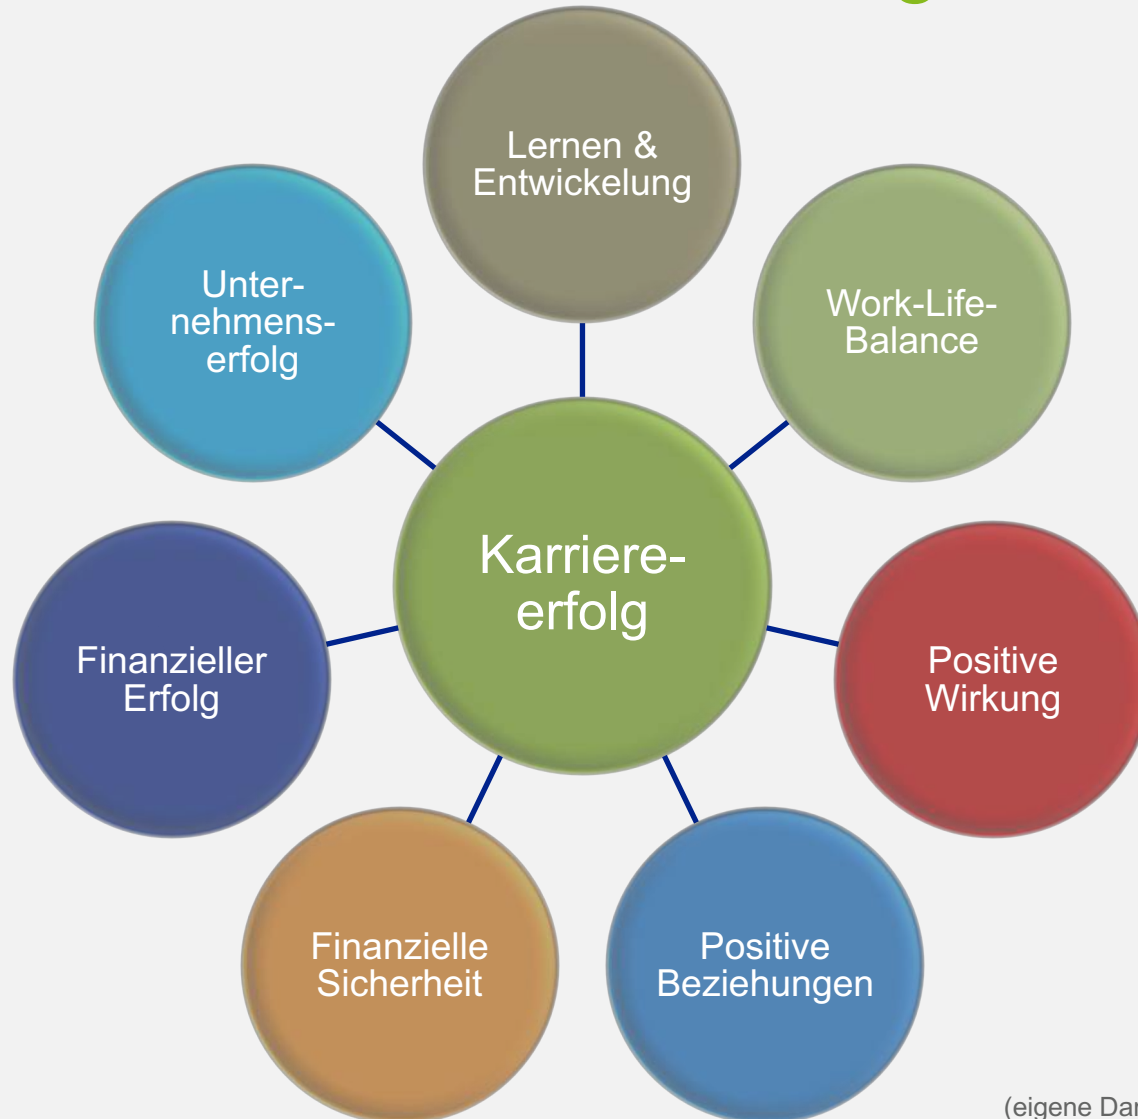 Lernen &
Entwickelung
Work-Life-
Balance
Positive
Wirkung
Positive
Beziehungen
Finanzielle
Sicherheit
Finanzieller
Erfolg
Unter-
nehmens-
erfolg
Karriere-
erfolg
(eigene